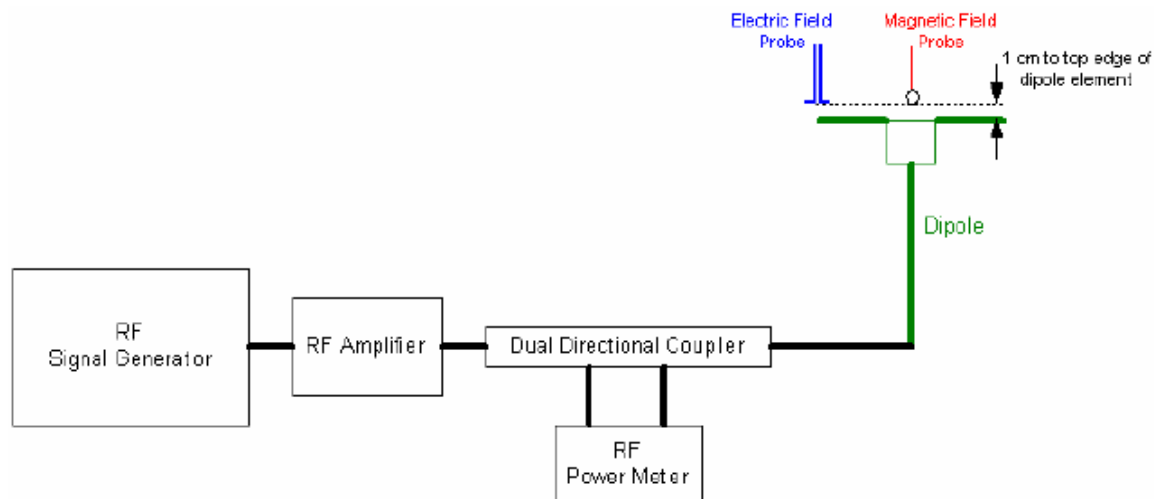 Electric Field
Probe
Magnetic Field
Probe
1 cm to top edge of
dipole element
Dipole
RF
Signal Generator
RF Amplifier
Dual Directional Coupler
RF
Power Meter